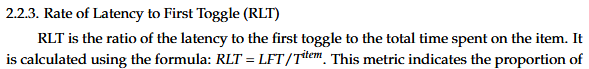 2.2.3. Rate of Latency to First Toggle (RLT)
RLT is the ratio of the latency to the first toggle to the total time spent on the item. It
is calculated using the formula: RLT = LFT/T^item. This metric indicates the proportion of